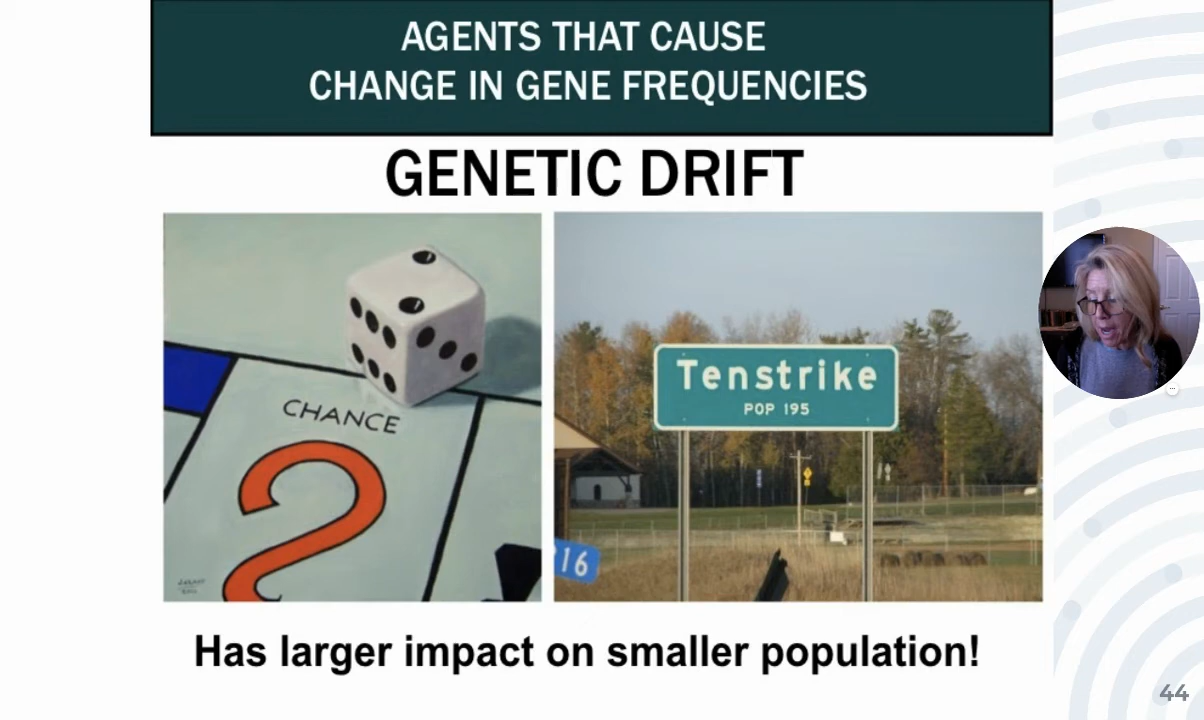 AGENTS THAT CAUSE
CHANGE IN GENE FREQUENCIES
GENETIC DRIFT
CHANCE
Tenstrike
POP 195
16
Has larger impact on smaller population!
44